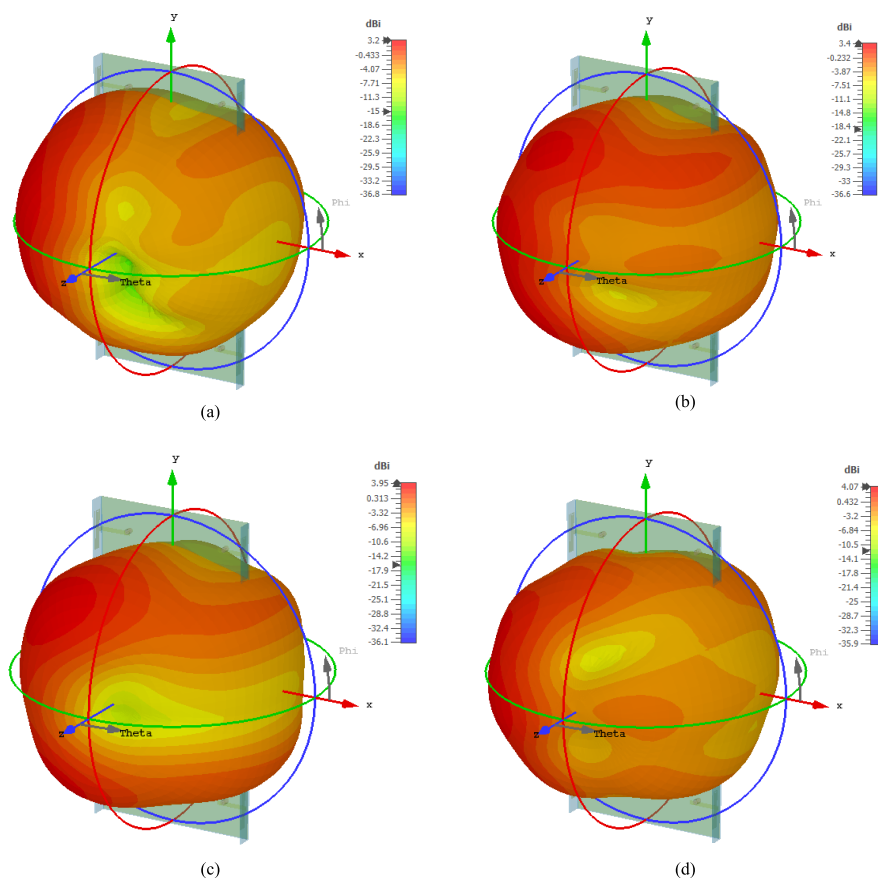 y
dBi
3.2
-0.433
-4.07
-7.71
-11.3
-15
-18.6
-22.2
-25.9
-29.5
-33.2
-36.8
Phi
x
z
Theta
(a)
y
dBi
3.4
-0.232
-3.87
-7.51
-11.1
-14.8
-18.4
-22
-25.7
-29.3
-33
-36.6
Phi
x
z
Theta
(b)
y
dBi
3.95
0.313
-3.32
-6.96
-10.6
-14.2
-17.9
-21.5
-25.1
-28.8
-32.4
-36.1
Phi
x
z
Theta
(c)
y
dBi
4.07
0.432
-3.2
-6.84
-10.5
-14.1
-17.8
-21.4
-25
-28.7
-32.3
-35.9
Phi
x
z
Theta
(d)